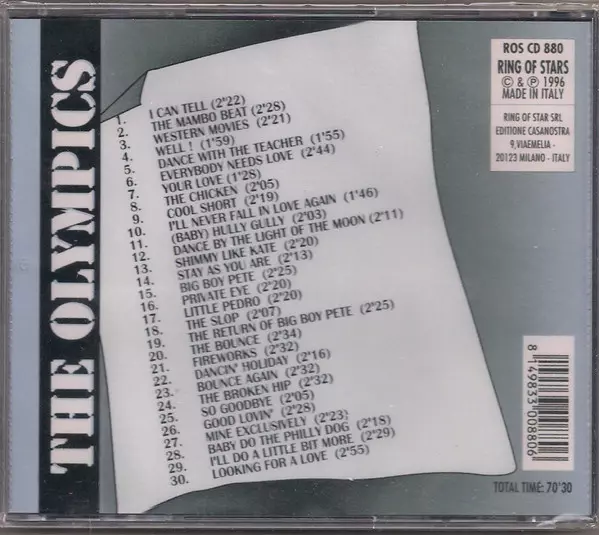 THE OLYMPICS
1. I CAN TELL (2"22)
2. THE MAMBO BEAT (2"28)
3. WESTERN MOVIES (2"21)
4. WELL ! (1"59)
5. DANCE WITH THE TEACHER (1"55)
6. EVERYBODY NEEDS LOVE (2"44)
7. YOUR LOVE (1"28)
8. THE CHICKEN (2"05)
9. COOL SHORT (2"19)
10. I'LL NEVER FALL IN LOVE AGAIN (1"46)
11. (BABY) HULLY GULLY (2"03)
12. DANCE BY THE LIGHT OF THE MOON (2"11)
13. SHIMMY LIKE KATE (2"20)
14. STAY AS YOU ARE (2"13)
15. BIG BOY PETE (2"25)
16. PRIVATE EYE (2"20)
17. LITTLE PEDRO (2"20)
18. THE SLOP (2"07)
19. THE RETURN OF BIG BOY PETE (2"25)
20. THE BOUNCE (2"34)
21. FIREWORKS (2"32)
22. DANCIN' HOLIDAY (2"16)
23. BOUNCE AGAIN (2"32)
24. THE BROKEN HIP (2"32)
25. SO GOODBYE (2"05)
26. GOOD LOVIN' (2"28)
27. MINE EXCLUSIVELY (2"23)
28. BABY DO THE PHILLY DOG (2"18)
29. I'LL DO A LITTLE BIT MORE (2"29)
30. LOOKING FOR A LOVE (2"55)
ROS CD 880
RING OF STARS
© & ℗ 1996
MADE IN ITALY
RING OF STAR SRL
EDITIONE CASANOSTRA
9,VIAEMELIA -
20123 MILANO - ITALY
8 149833 008806
TOTAL TIME: 70'30